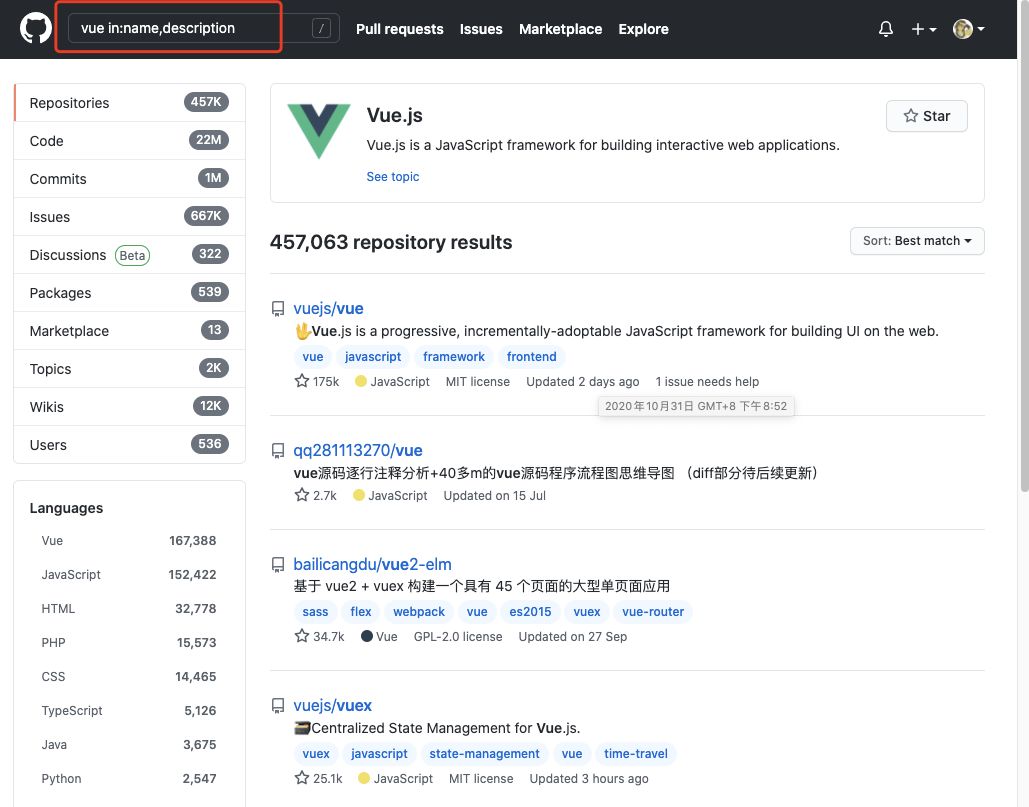 vue in:name,description
/
Pull requests Issues Marketplace Explore
Repositories 457K
Code 22M
Commits 1M
Issues 667K
Discussions Beta 322
Packages 539
Marketplace 13
Topics 2K
Wikis 12K
Users 536
Languages
Vue 167,388
JavaScript 152,422
HTML 32,778
PHP 15,573
CSS 14,465
TypeScript 5,126
Java 3,675
Python 2,547
Vue.js
Star
Vue.js is a JavaScript framework for building interactive web applications.
See topic
457,063 repository results
Sort: Best match
vuejs/vue
🖖Vue.js is a progressive, incrementally-adoptable JavaScript framework for building UI on the web.
vue javascript framework frontend
175k JavaScript MIT license Updated 2 days ago 1 issue needs help
2020年10月31日 GMT+8 下午8:52
qq281113270/vue
vue源码逐行注释分析+40多m的vue源码程序流程图思维导图 （diff部分待后续更新）
2.7k JavaScript Updated on 15 Jul
bailicangdu/vue2-elm
基于 vue2 + vuex 构建一个具有 45 个页面的大型单页面应用
sass flex webpack vue es2015 vuex vue-router
34.7k Vue GPL-2.0 license Updated on 27 Sep
vuejs/vuex
🗃️Centralized State Management for Vue.js.
vuex javascript state-management vue time-travel
25.1k JavaScript MIT license Updated 3 hours ago